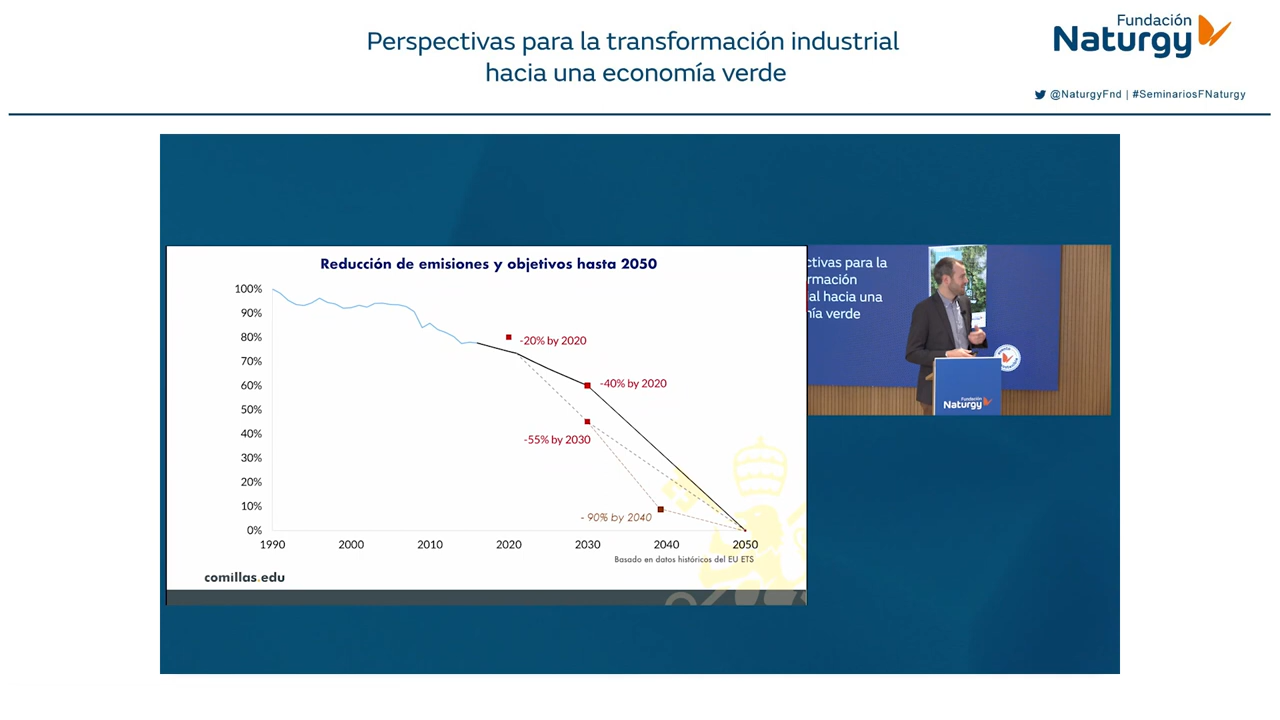 Perspectivas para la transformación industrial
hacia una economía verde
Fundación
Naturgy
@NaturgyFnd | #SeminariosFNaturgy
Reducción de emisiones y objetivos hasta 2050
100%
90%
80%
70%
60%
50%
40%
30%
20%
10%
0%
-20% by 2020
-40% by 2020
-55% by 2030
- 90% by 2040
1990 2000 2010 2020 2030 2040 2050
Basado en datos históricos del EU ETS
comillas.edu
ctivas para la
rmación
al hacia una
mía verde
Fundación
Naturgy